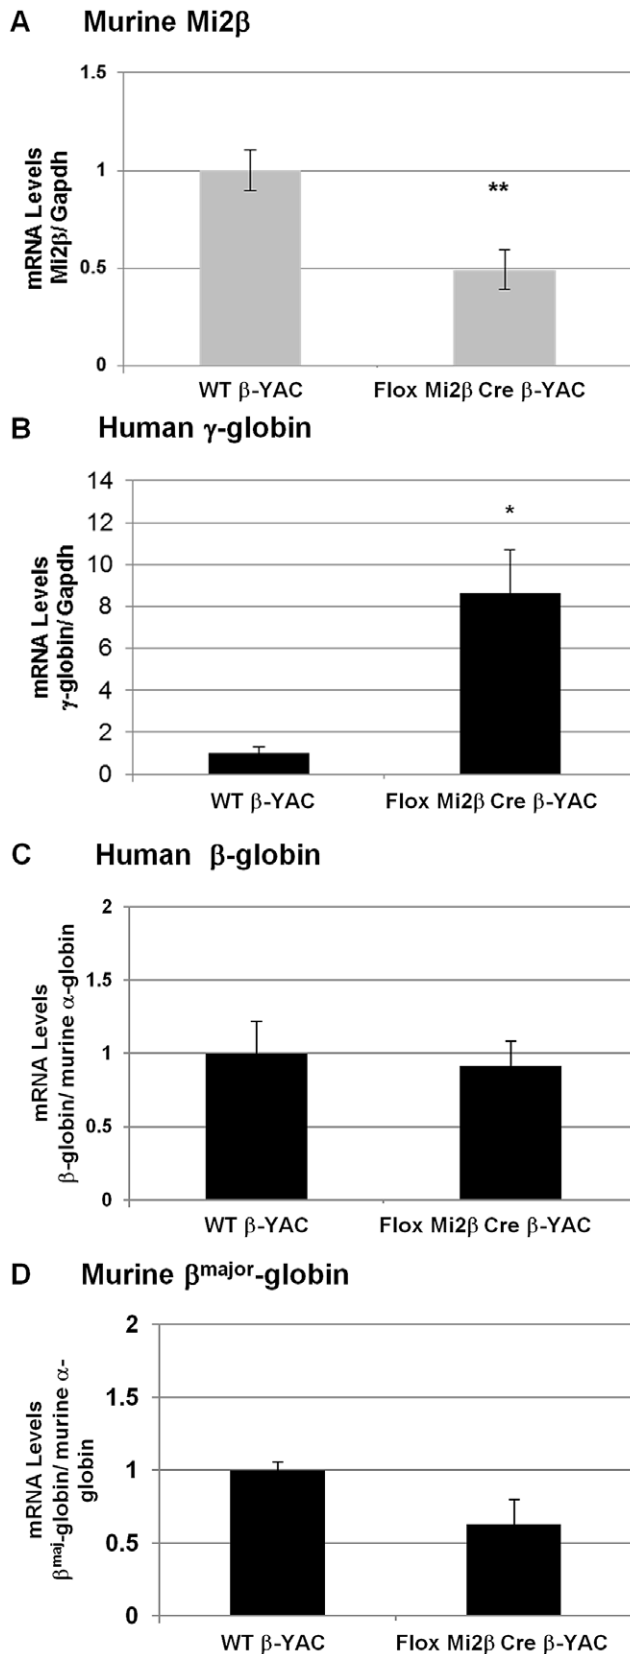 A Murine Mi2β
1.5
1
0.5
0
mRNA Levels
Mi2β/ Gapdh
**
WT β-YAC Flox Mi2β Cre β-YAC
B Human γ-globin
14
12
10
8
6
4
2
0
mRNA Levels
γ-globin/ Gapdh
*
WT β-YAC Flox Mi2β Cre β-YAC
C Human β-globin
2
1.5
1
0.5
0
mRNA Levels
β-globin/ murine α-globin
WT β-YAC Flox Mi2β Cre β-YAC
D Murine βmajor-globin
2
1.5
1
0.5
0
mRNA Levels
βmaj-globin/ murine α-
globin
WT β-YAC Flox Mi2β Cre β-YAC